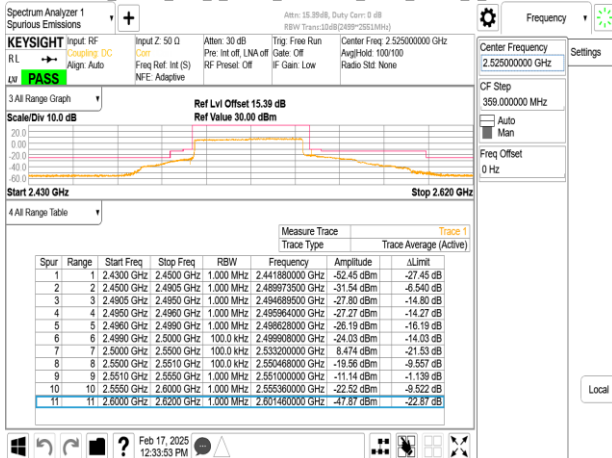 Spectrum Analyzer 1
Spurious Emissions
Attn: 15.39dB, Duty Corr: 0 dB
RBW Trans:10dB(2499~2551MHz)
Frequency
KEYSIGHT
RL
PASS
Input: RF
Coupling: DC
Align: Auto
Input Z: 50 Ω
Corr
Freq Ref: Int (S)
NFE: Adaptive
Atten: 30 dB
Pre: Int off, LNA off
RF Preset: Off
Trig: Free Run
Gate: Off
IF Gain: Low
Center Freq: 2.525000000 GHz
Avg|Hold: 100/100
Radio Std: None
Center Frequency
2.525000000 GHz
Settings
CF Step
359.000000 MHz
Auto
Man
Freq Offset
0 Hz
Local
3 All Range Graph
Scale/Div 10.0 dB
Ref Lvl Offset 15.39 dB
Ref Value 30.00 dBm
20.0
0.00
-20.0
-40.0
-60.0
Start 2.430 GHz
Stop 2.620 GHz
4 All Range Table
Measure Trace Trace 1
Trace Type Trace Average (Active)
Spur Range Start Freq Stop Freq RBW Frequency Amplitude ΔLimit
1 1 2.4300 GHz 2.4500 GHz 1.000 MHz 2.441880000 GHz -52.45 dBm -27.45 dB
2 2 2.4500 GHz 2.4905 GHz 1.000 MHz 2.489973500 GHz -31.54 dBm -6.540 dB
3 3 2.4905 GHz 2.4950 GHz 1.000 MHz 2.494689500 GHz -27.80 dBm -14.80 dB
4 4 2.4950 GHz 2.4960 GHz 1.000 MHz 2.495964000 GHz -27.27 dBm -14.27 dB
5 5 2.4960 GHz 2.4990 GHz 1.000 MHz 2.498628000 GHz -26.19 dBm -16.19 dB
6 6 2.4990 GHz 2.5000 GHz 100.0 kHz 2.499908000 GHz -24.03 dBm -14.03 dB
7 7 2.5000 GHz 2.5500 GHz 100.0 kHz 2.533200000 GHz 8.474 dBm -21.53 dB
8 8 2.5500 GHz 2.5510 GHz 100.0 kHz 2.550468000 GHz -19.56 dBm -9.557 dB
9 9 2.5510 GHz 2.5550 GHz 1.000 MHz 2.551000000 GHz -11.14 dBm -1.139 dB
10 10 2.5550 GHz 2.6000 GHz 1.000 MHz 2.555360000 GHz -22.52 dBm -9.522 dB
11 11 2.6000 GHz 2.6200 GHz 1.000 MHz 2.601460000 GHz -47.87 dBm -22.87 dB
Feb 17, 2025
12:33:53 PM